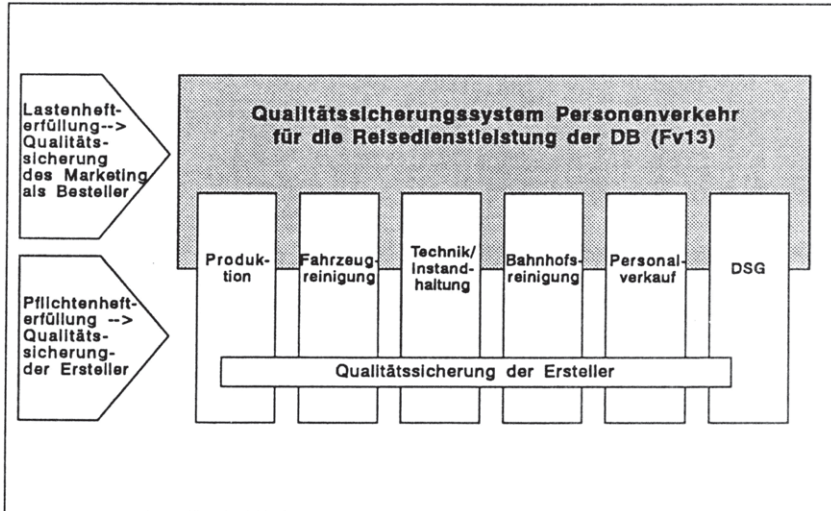 Lastenheft-
erfüllung-->
Qualitäts-
sicherung
des Marketing
als Besteller
Qualitätssicherungssystem Personenverkehr
für die Reisedienstleistung der DB (Fv13)
Produk-
tion
Fahrzeug-
reinigung
Technik/
Instand-
haltung
Bahnhofs-
reinigung
Personal-
verkauf
DSG
Pflichtenheft-
erfüllung -->
Qualitäts-
sicherung-
der Ersteller
Qualitätssicherung der Ersteller